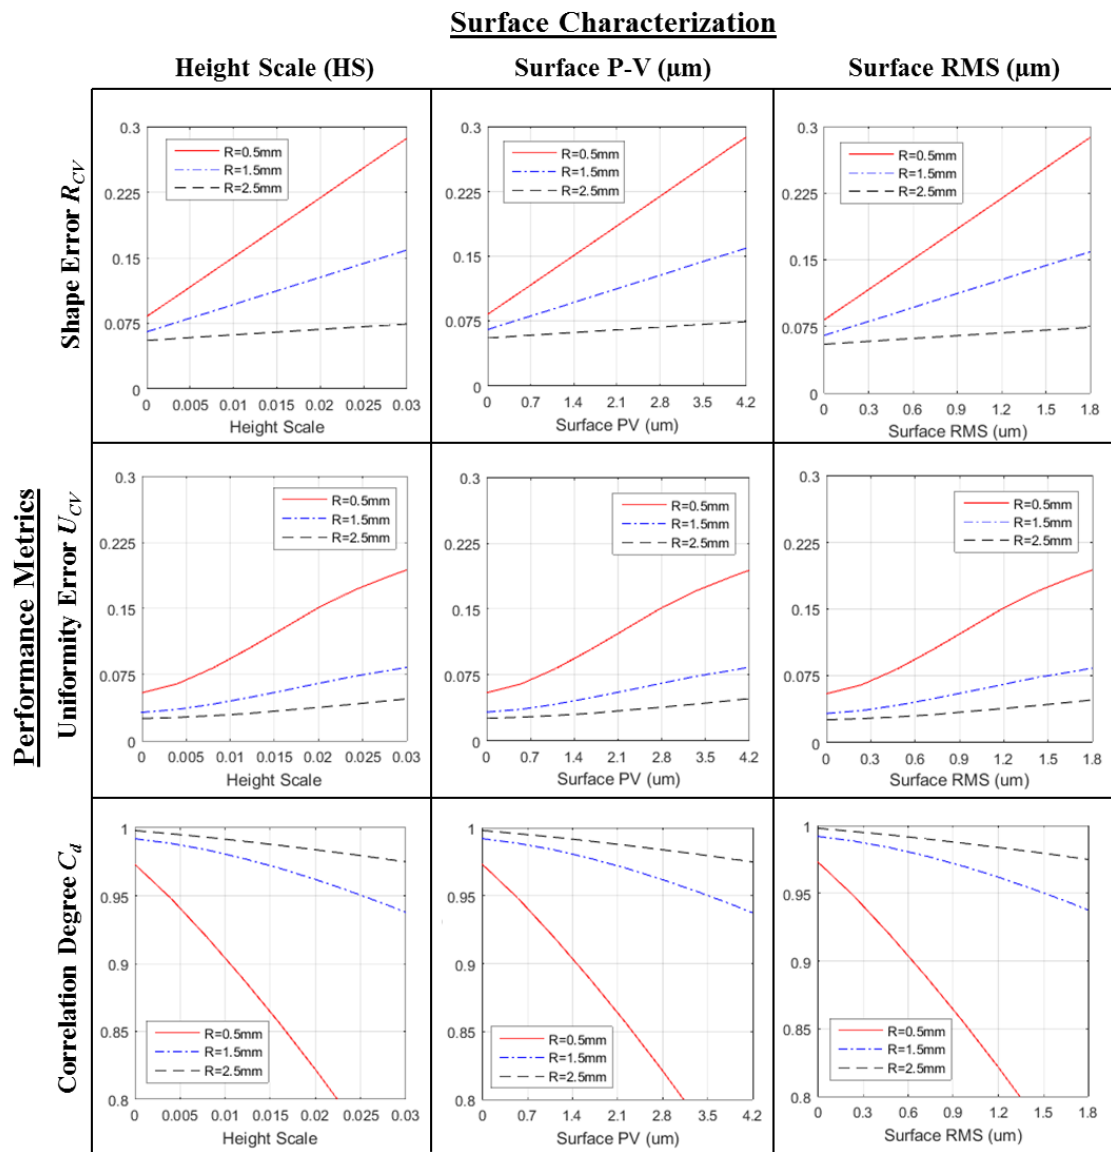 Surface Characterization
Height Scale (HS)
Surface P-V (μm)
Surface RMS (μm)
Performance Metrics
Shape Error R_CV
0.3
0.225
0.15
0.075
0
R=0.5mm
R=1.5mm
R=2.5mm
0 0.005 0.01 0.015 0.02 0.025 0.03
Height Scale
0.3
0.225
0.15
0.075
0
R=0.5mm
R=1.5mm
R=2.5mm
0 0.7 1.4 2.1 2.8 3.5 4.2
Surface PV (um)
0.3
0.225
0.15
0.075
0
R=0.5mm
R=1.5mm
R=2.5mm
0 0.3 0.6 0.9 1.2 1.5 1.8
Surface RMS (um)
Uniformity Error U_CV
0.3
0.225
0.15
0.075
0
R=0.5mm
R=1.5mm
R=2.5mm
0 0.005 0.01 0.015 0.02 0.025 0.03
Height Scale
0.3
0.225
0.15
0.075
0
R=0.5mm
R=1.5mm
R=2.5mm
0 0.7 1.4 2.1 2.8 3.5 4.2
Surface PV (um)
0.3
0.225
0.15
0.075
0
R=0.5mm
R=1.5mm
R=2.5mm
0 0.3 0.6 0.9 1.2 1.5 1.8
Surface RMS (um)
Correlation Degree C_d
1
0.95
0.9
0.85
0.8
R=0.5mm
R=1.5mm
R=2.5mm
0 0.005 0.01 0.015 0.02 0.025 0.03
Height Scale
1
0.95
0.9
0.85
0.8
R=0.5mm
R=1.5mm
R=2.5mm
0 0.7 1.4 2.1 2.8 3.5 4.2
Surface PV (um)
1
0.95
0.9
0.85
0.8
R=0.5mm
R=1.5mm
R=2.5mm
0 0.3 0.6 0.9 1.2 1.5 1.8
Surface RMS (um)